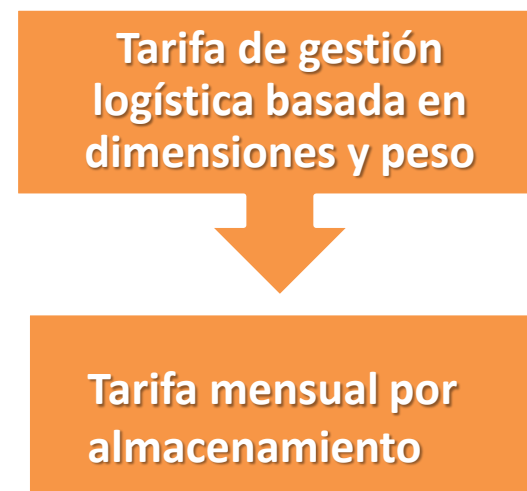 Tarifa de gestión
logística basada en
dimensiones y peso
Tarifa mensual por
almacenamiento